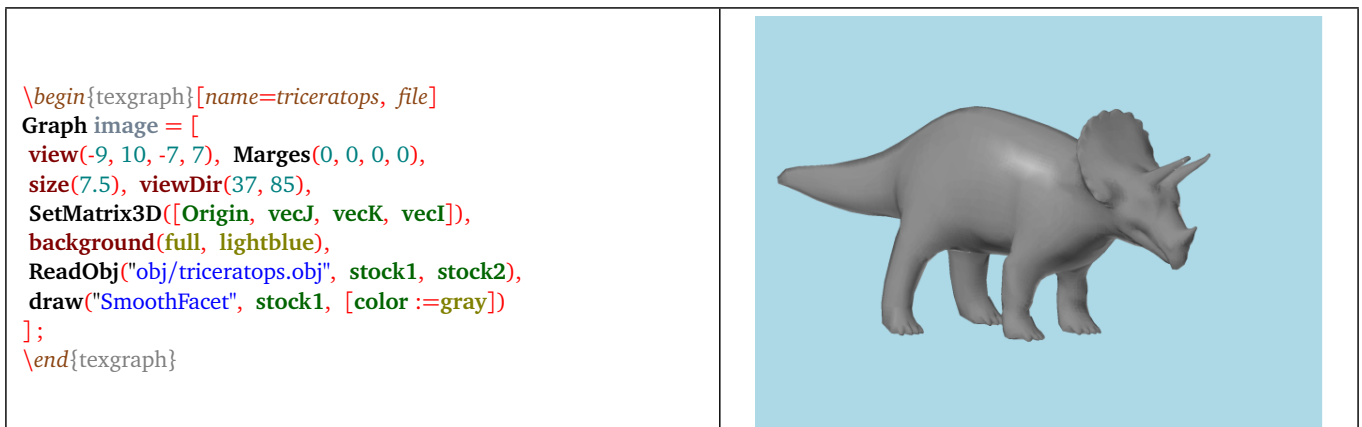 \begin{texgraph}[name=triceratops, file]
Graph image = [
view(-9, 10, -7, 7), Marges(0, 0, 0, 0),
size(7.5), viewDir(37, 85),
SetMatrix3D([Origin, vecJ, vecK, vecI]),
background(full, lightblue),
ReadObj("obj/triceratops.obj", stock1, stock2),
draw("SmoothFacet", stock1, [color :=gray])
];
\end{texgraph}